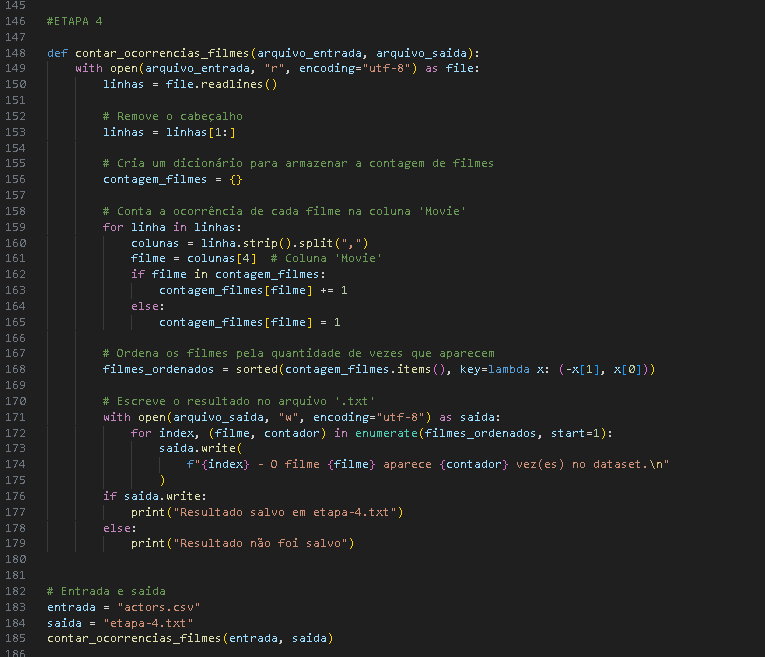 145
146 #ETAPA 4
147
148 def contar_ocorrencias_filmes(arquivo_entrada, arquivo_saida):
149     with open(arquivo_entrada, "r", encoding="utf-8") as file:
150         linhas = file.readlines()
151
152         # Remove o cabeçalho
153         linhas = linhas[1:]
154
155         # Cria um dicionário para armazenar a contagem de filmes
156         contagem_filmes = {}
157
158         # Conta a ocorrência de cada filme na coluna 'Movie'
159         for linha in linhas:
160             colunas = linha.strip().split(",")
161             filme = colunas[4]  # Coluna 'Movie'
162             if filme in contagem_filmes:
163                 contagem_filmes[filme] += 1
164             else:
165                 contagem_filmes[filme] = 1
166
167         # Ordena os filmes pela quantidade de vezes que aparecem
168         filmes_ordenados = sorted(contagem_filmes.items(), key=lambda x: (-x[1], x[0]))
169
170         # Escreve o resultado no arquivo '.txt'
171         with open(arquivo_saida, "w", encoding="utf-8") as saida:
172             for index, (filme, contador) in enumerate(filmes_ordenados, start=1):
173                 saida.write(
174                     f"{index} - O filme {filme} aparece {contador} vez(es) no dataset.\n"
175                 )
176         if saida.write:
177             print("Resultado salvo em etapa-4.txt")
178         else:
179             print("Resultado não foi salvo")
180
181
182 # Entrada e saida
183 entrada = "actors.csv"
184 saida = "etapa-4.txt"
185 contar_ocorrencias_filmes(entrada, saida)
186